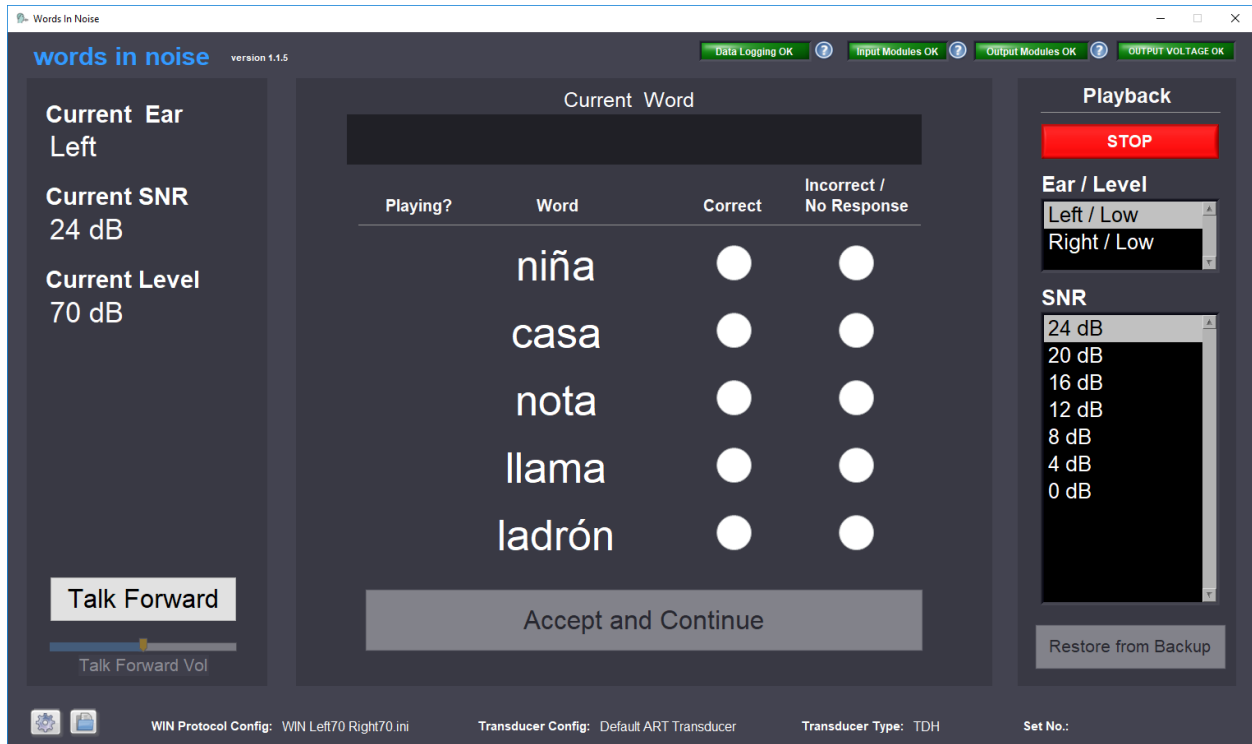 Words In Noise
words in noise version 1.1.5
Data Logging OK ? Input Modules OK ? Output Modules OK ? OUTPUT VOLTAGE OK
Current Ear
Left
Current SNR
24 dB
Current Level
70 dB
Talk Forward
Talk Forward Vol
Current Word
Playing? Word Correct Incorrect /
No Response
niña
casa
nota
llama
ladrón
Accept and Continue
Playback
STOP
Ear / Level
Left / Low
Right / Low
SNR
24 dB
20 dB
16 dB
12 dB
8 dB
4 dB
0 dB
Restore from Backup
WIN Protocol Config: WIN Left70 Right70.ini Transducer Config: Default ART Transducer Transducer Type: TDH Set No.: